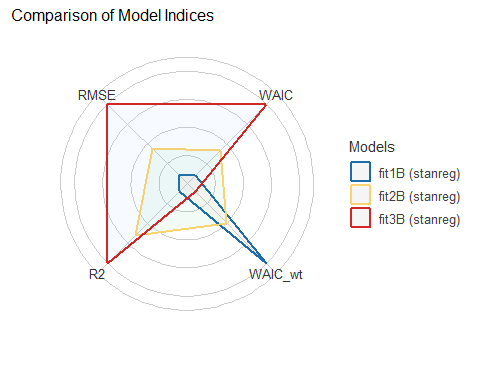 Comparison of Model Indices
RMSE
WAIC
R2
WAIC_wt
Models
fit1B (stanreg)
fit2B (stanreg)
fit3B (stanreg)